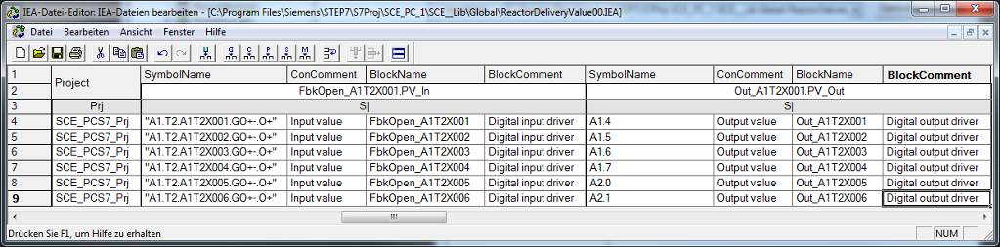 IEA-Datei-Editor: IEA-Dateien bearbeiten - [C:\Program Files\Siemens\STEP7\S7Proj\SCE_PC_1\SCE__Lib\Global\ReactorDeliveryValue00.IEA]
Datei Bearbeiten Ansicht Fenster Hilfe
1 Project SymbolName ConComment BlockName BlockComment SymbolName ConComment BlockName BlockComment
2 FbkOpen_A1T2X001.PV_In Out_A1T2X001.PV_Out
3 Prj S| S|
4 SCE_PCS7_Prj "A1.T2.A1T2X001.GO+-.O+" Input value FbkOpen_A1T2X001 Digital input driver A1.4 Output value Out_A1T2X001 Digital output driver
5 SCE_PCS7_Prj "A1.T2.A1T2X002.GO+-.O+" Input value FbkOpen_A1T2X002 Digital input driver A1.5 Output value Out_A1T2X002 Digital output driver
6 SCE_PCS7_Prj "A1.T2.A1T2X003.GO+-.O+" Input value FbkOpen_A1T2X003 Digital input driver A1.6 Output value Out_A1T2X003 Digital output driver
7 SCE_PCS7_Prj "A1.T2.A1T2X004.GO+-.O+" Input value FbkOpen_A1T2X004 Digital input driver A1.7 Output value Out_A1T2X004 Digital output driver
8 SCE_PCS7_Prj "A1.T2.A1T2X005.GO+-.O+" Input value FbkOpen_A1T2X005 Digital input driver A2.0 Output value Out_A1T2X005 Digital output driver
9 SCE_PCS7_Prj "A1.T2.A1T2X006.GO+-.O+" Input value FbkOpen_A1T2X006 Digital input driver A2.1 Output value Out_A1T2X006 Digital output driver
Drücken Sie F1, um Hilfe zu erhalten NUM